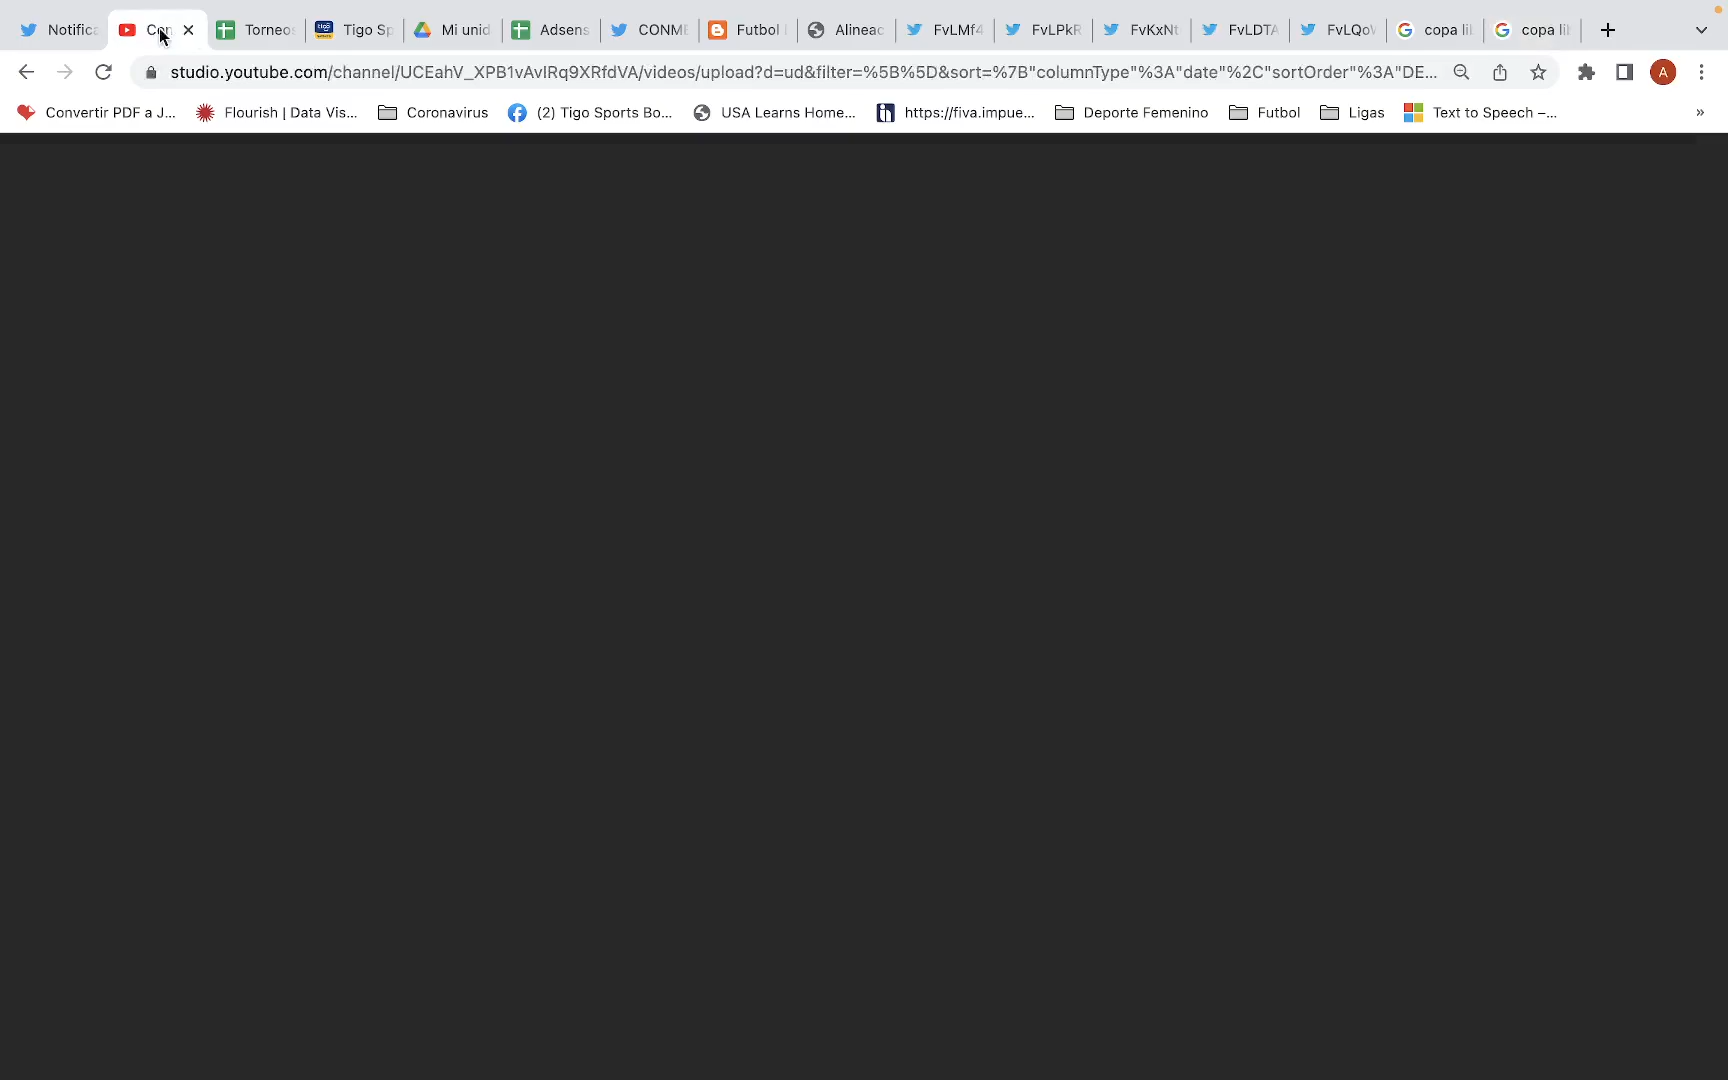 Notifica
Con
Torneo
Tigo Sp
Mi unid
Adsens
CONME
Futbol
Alineac
FvLMf4
FvLPkR
FvKxNt
FvLDTA
FvLQoV
copa li
copa li
studio.youtube.com/channel/UCEahV_XPB1vAvIRq9XRfdVA/videos/upload?d=ud&filter=%5B%5D&sort=%7B"columnType"%3A"date"%2C"sortOrder"%3A"DE...
A
Convertir PDF a J...
Flourish | Data Vis...
Coronavirus
(2) Tigo Sports Bo...
USA Learns Home...
https://fiva.impue...
Deporte Femenino
Futbol
Ligas
Text to Speech –...
»